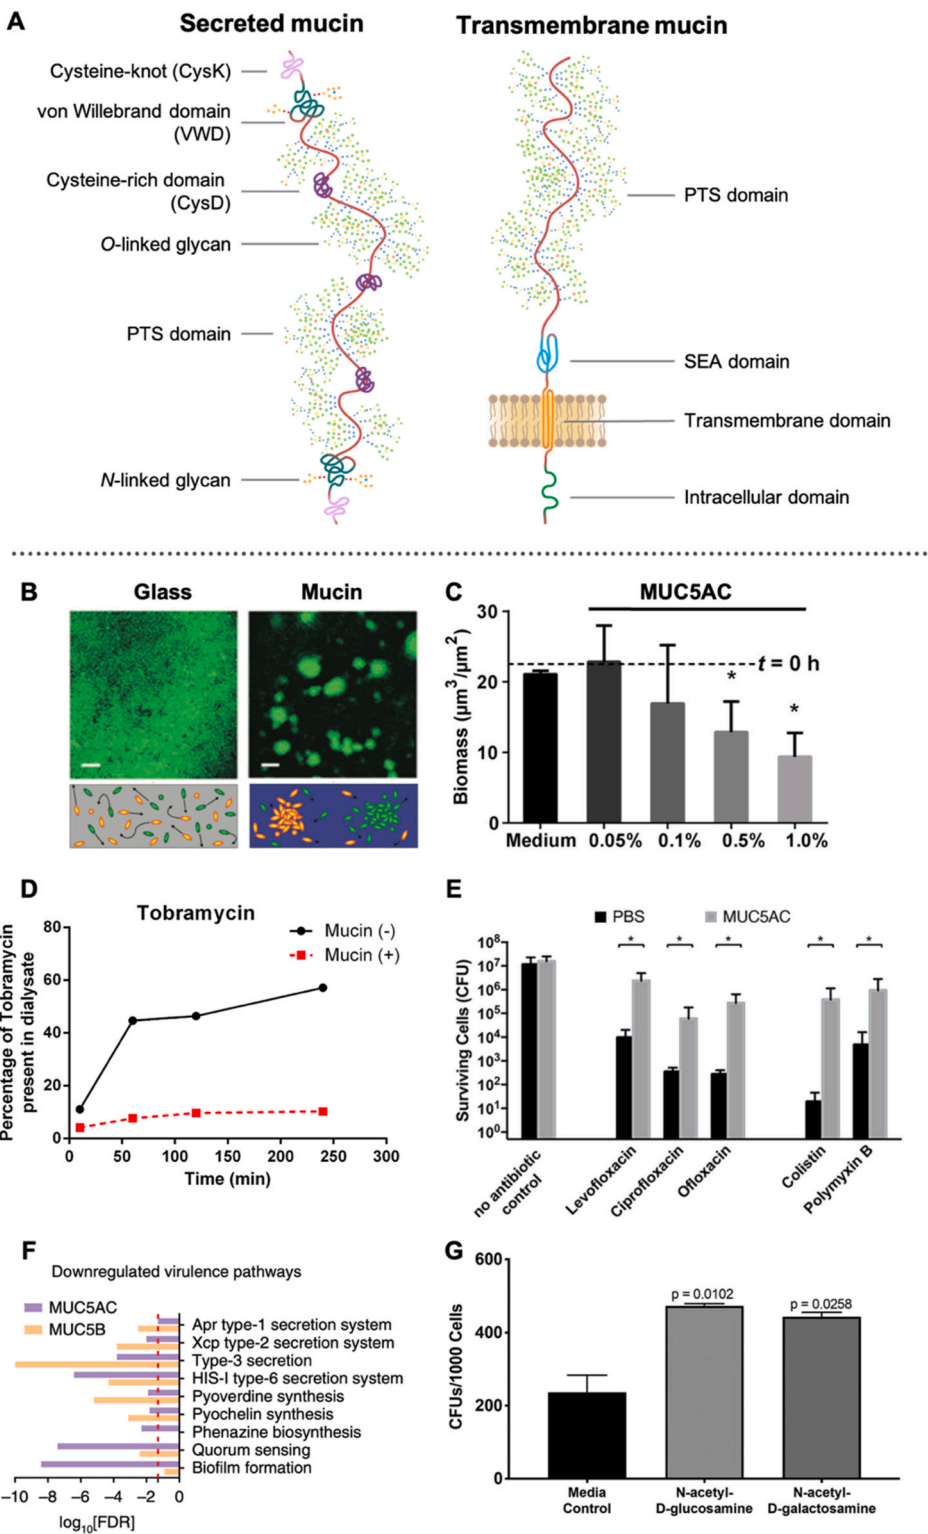 A
Secreted mucin
Transmembrane mucin
Cysteine-knot (CysK)
von Willebrand domain
(VWD)
Cysteine-rich domain
(CysD)
O-linked glycan
PTS domain
N-linked glycan
PTS domain
SEA domain
Transmembrane domain
Intracellular domain
B
Glass
Mucin
C
MUC5AC
Biomass (µm³/µm²)
30
20
10
0
t = 0 h
*
*
Medium
0.05%
0.1%
0.5%
1.0%
D
Tobramycin
Mucin (-)
Mucin (+)
Percentage of Tobramycin
present in dialysate
80
60
40
20
0
0
50
100
150
200
250
300
Time (min)
E
PBS
MUC5AC
Surviving Cells (CFU)
10⁸
10⁷
10⁶
10⁵
10⁴
10³
10²
10¹
10⁰
*
*
*
*
*
no antibiotic
control
Levofloxacin
Ciprofloxacin
Ofloxacin
Colistin
Polymyxin B
F
Downregulated virulence pathways
MUC5AC
MUC5B
Apr type-1 secretion system
Xcp type-2 secretion system
Type-3 secretion
HIS-I type-6 secretion system
Pyoverdine synthesis
Pyochelin synthesis
Phenazine biosynthesis
Quorum sensing
Biofilm formation
−10
−8
−6
−4
−2
0
log₁₀[FDR]
G
CFUs/1000 Cells
600
400
200
0
p = 0.0102
p = 0.0258
Media
Control
N-acetyl-
D-glucosamine
N-acetyl-
D-galactosamine